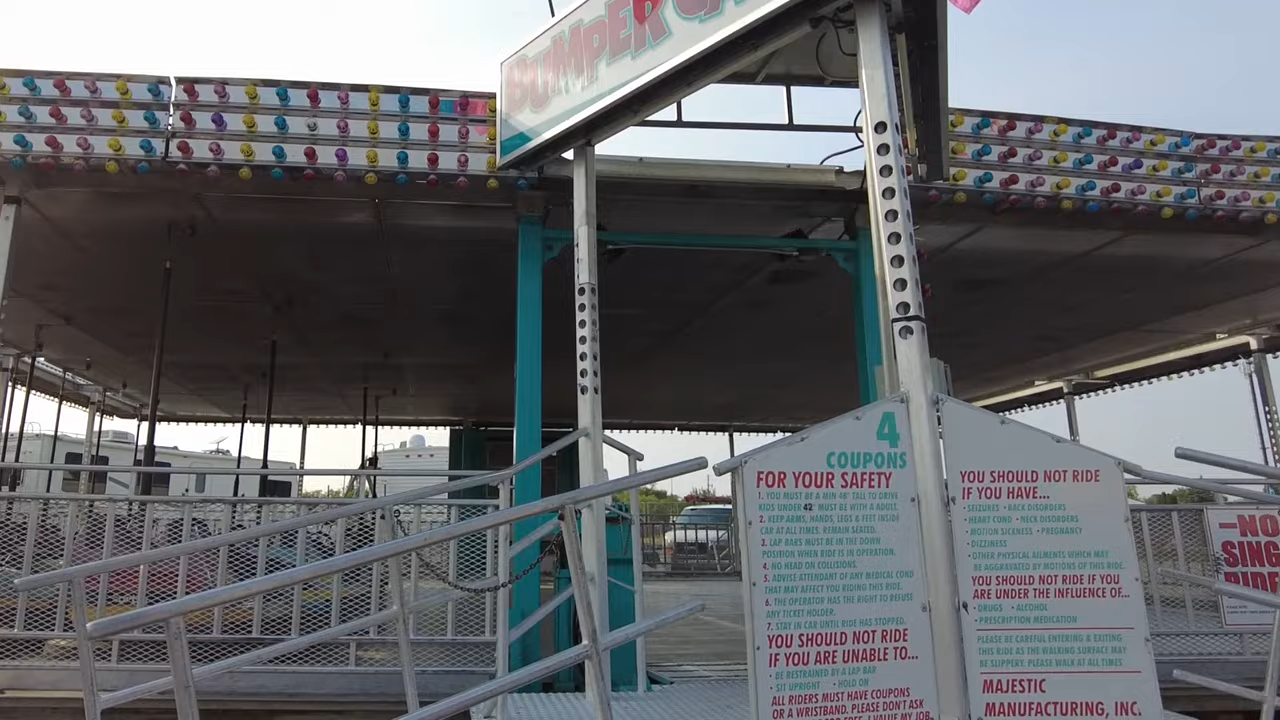 BUMPER CA
4
COUPONS
FOR YOUR SAFETY
1. YOU MUST BE A MIN 48" TALL TO DRIVE
KIDS UNDER 42" MUST BE WITH A ADULT.
2. KEEP ARMS, HANDS, LEGS & FEET INSIDE
CAR AT ALL TIMES. REMAIN SEATED.
3. LAP BARS MUST BE IN THE DOWN
POSITION WHEN RIDE IS IN OPERATION.
4. NO HEAD ON COLLISIONS.
5. ADVISE ATTENDANT OF ANY MEDICAL COND
THAT MAY AFFECT YOU RIDING THIS RIDE.
6. THE OPERATOR HAS THE RIGHT TO REFUSE
ANY TICKET HOLDER.
7. STAY IN CAR UNTIL RIDE HAS STOPPED.
YOU SHOULD NOT RIDE
IF YOU ARE UNABLE TO...
• BE RESTRAINED BY A LAP BAR
• SIT UPRIGHT • HOLD ON
ALL RIDERS MUST HAVE COUPONS
OR A WRISTBAND. PLEASE DON'T ASK
FREE. I VALUE MY JOB.
YOU SHOULD NOT RIDE
IF YOU HAVE...
• SEIZURES • BACK DISORDERS
• HEART COND • NECK DISORDERS
• MOTION SICKNESS • PREGNANCY
• DIZZINESS
• OTHER PHYSICAL AILMENTS WHICH MAY
BE AGGRAVATED BY MOTIONS OF THIS RIDE.
YOU SHOULD NOT RIDE IF YOU
ARE UNDER THE INFLUENCE OF...
• DRUGS • ALCOHOL
• PRESCRIPTION MEDICATION
PLEASE BE CAREFUL ENTERING & EXITING
THIS RIDE AS THE WALKING SURFACE MAY
BE SLIPPERY. PLEASE WALK AT ALL TIMES
MAJESTIC
MANUFACTURING, INC.
—NO
SING
RIDE